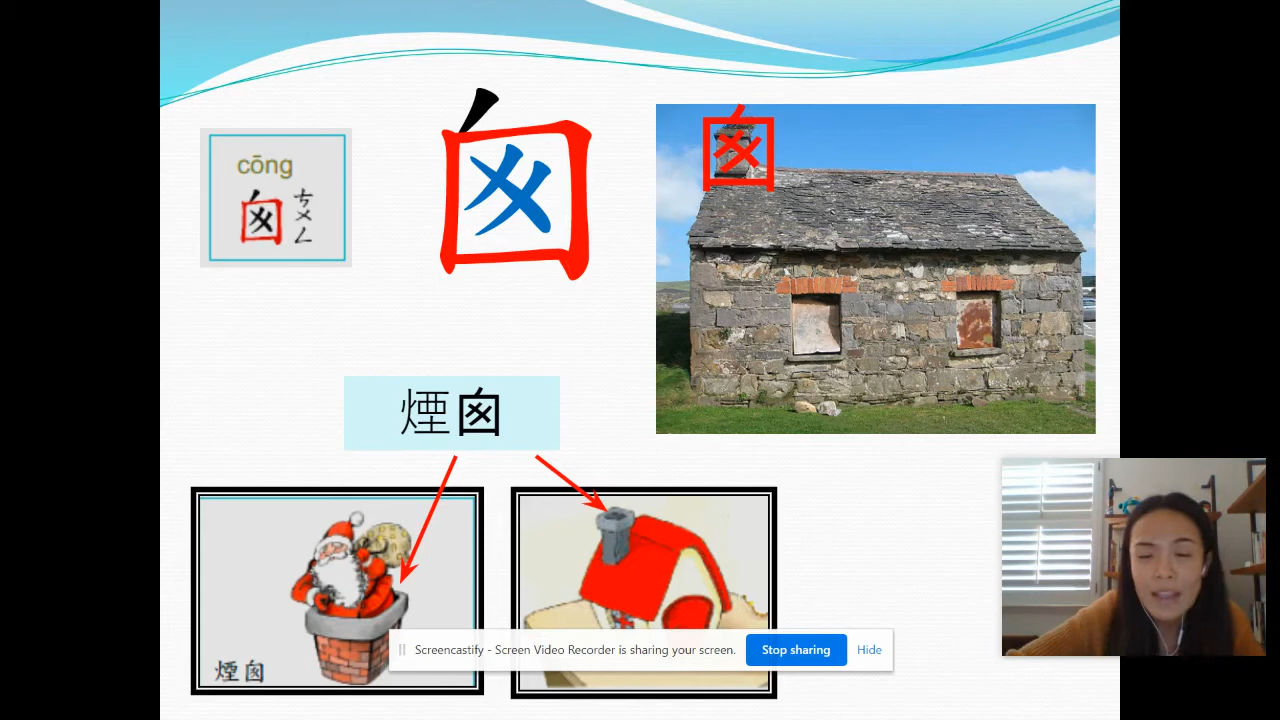 cōng
囪
ㄘㄨㄥ
囪
囪
煙囪
煙囪
Screencastify - Screen Video Recorder is sharing your screen.
Stop sharing
Hide